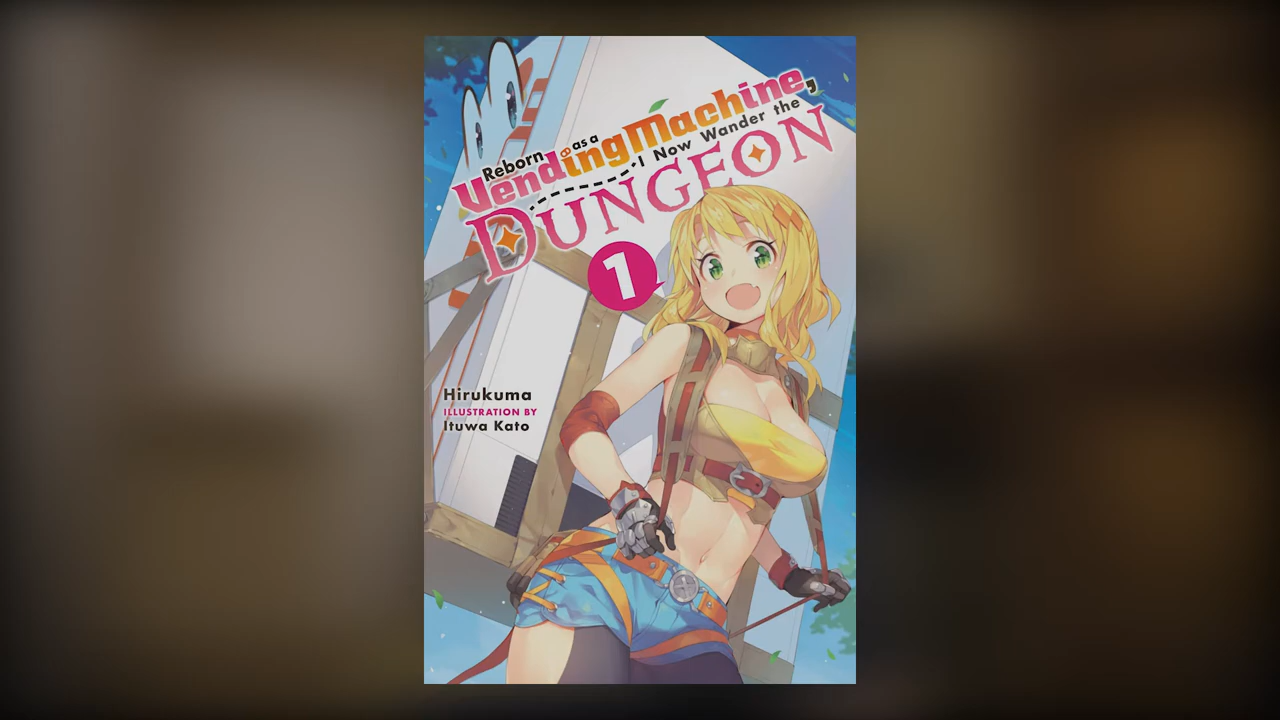 Reborn as a
Vending Machine,
I Now Wander the
DUNGEON
1
Hirukuma
ILLUSTRATION BY
Ituwa Kato